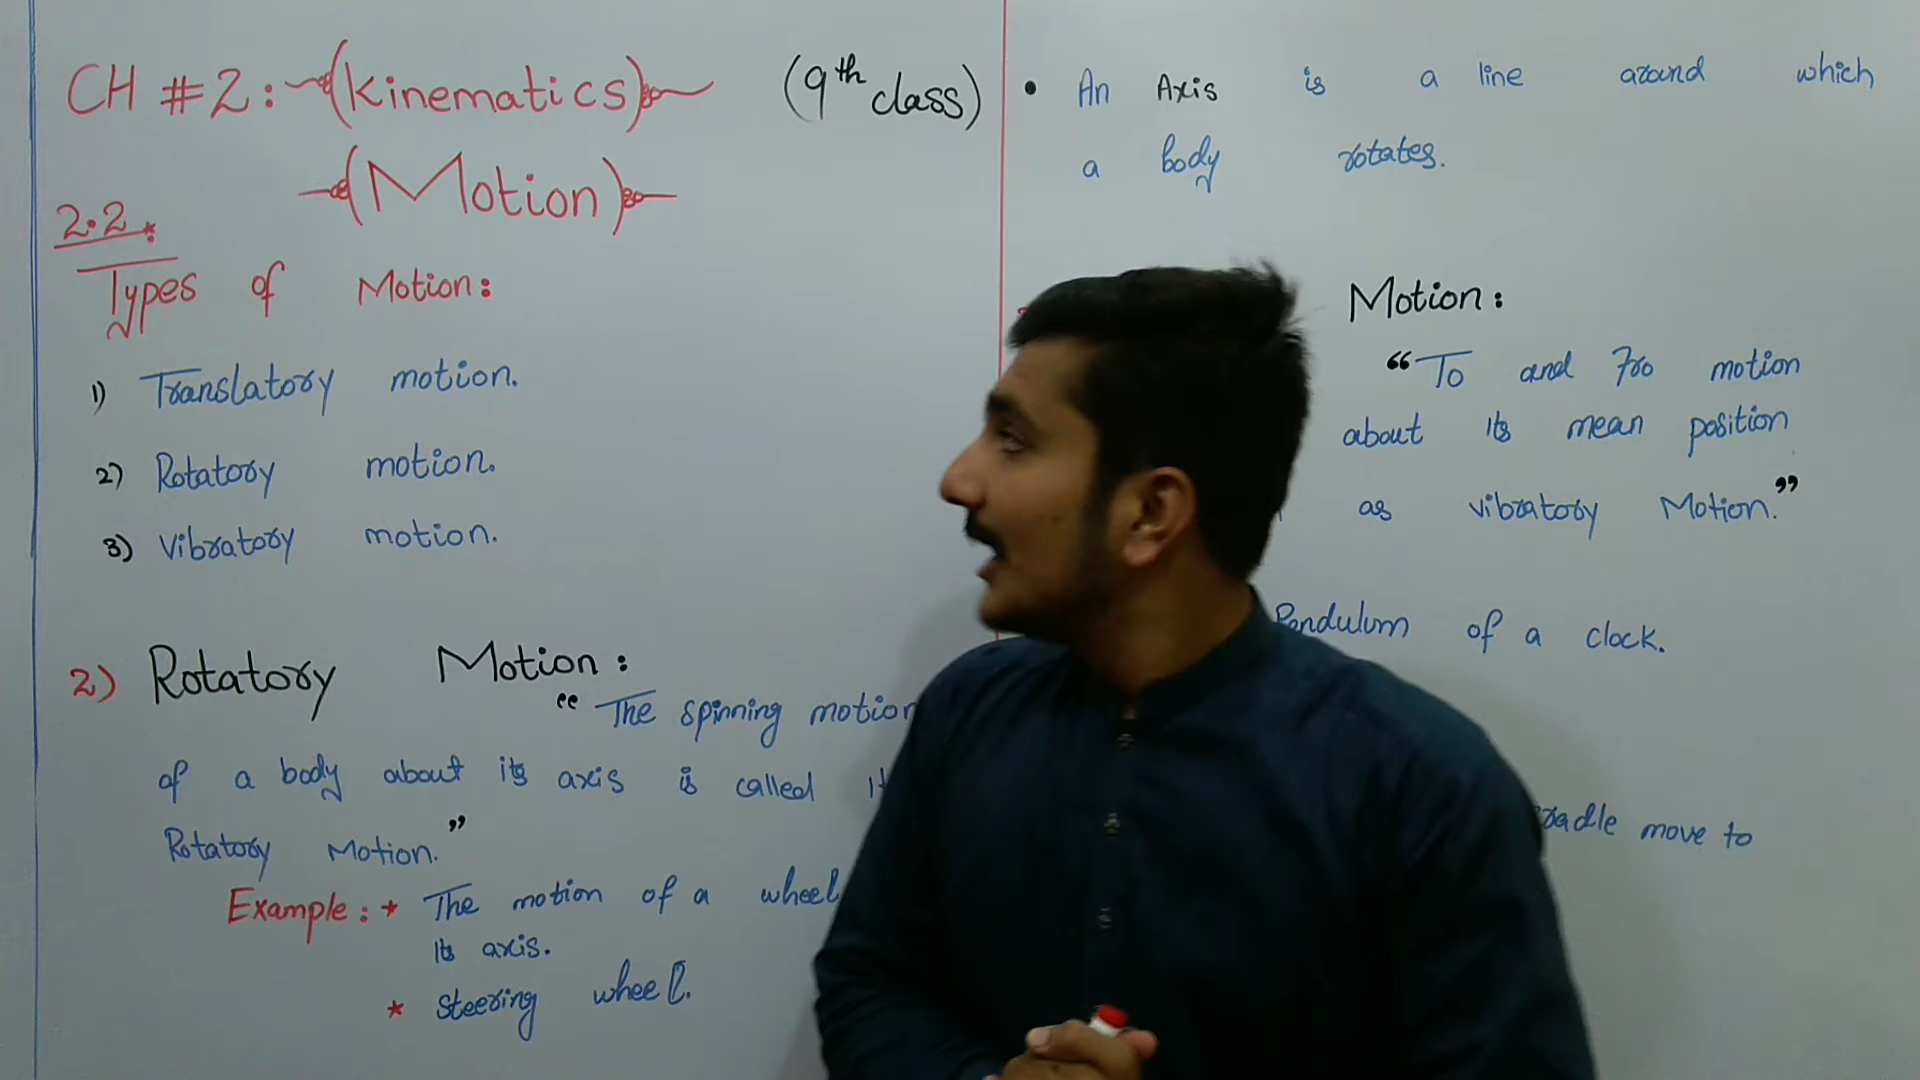 CH #2: (Kinematics) (9th class)
(Motion)
2.2.
Types of Motion:
1) Translatory motion.
2) Rotatory motion.
3) Vibratory motion.
2) Rotatory Motion:
"The spinning motion
of a body about its axis is called
Rotatory Motion."
Example: * The motion of a wheel
its axis.
* Steering wheel.
• An Axis is a line around which
a body rotates.
Motion:
"To and Fro motion
about its mean position
as vibratory Motion."
Pendulum of a clock.
move to